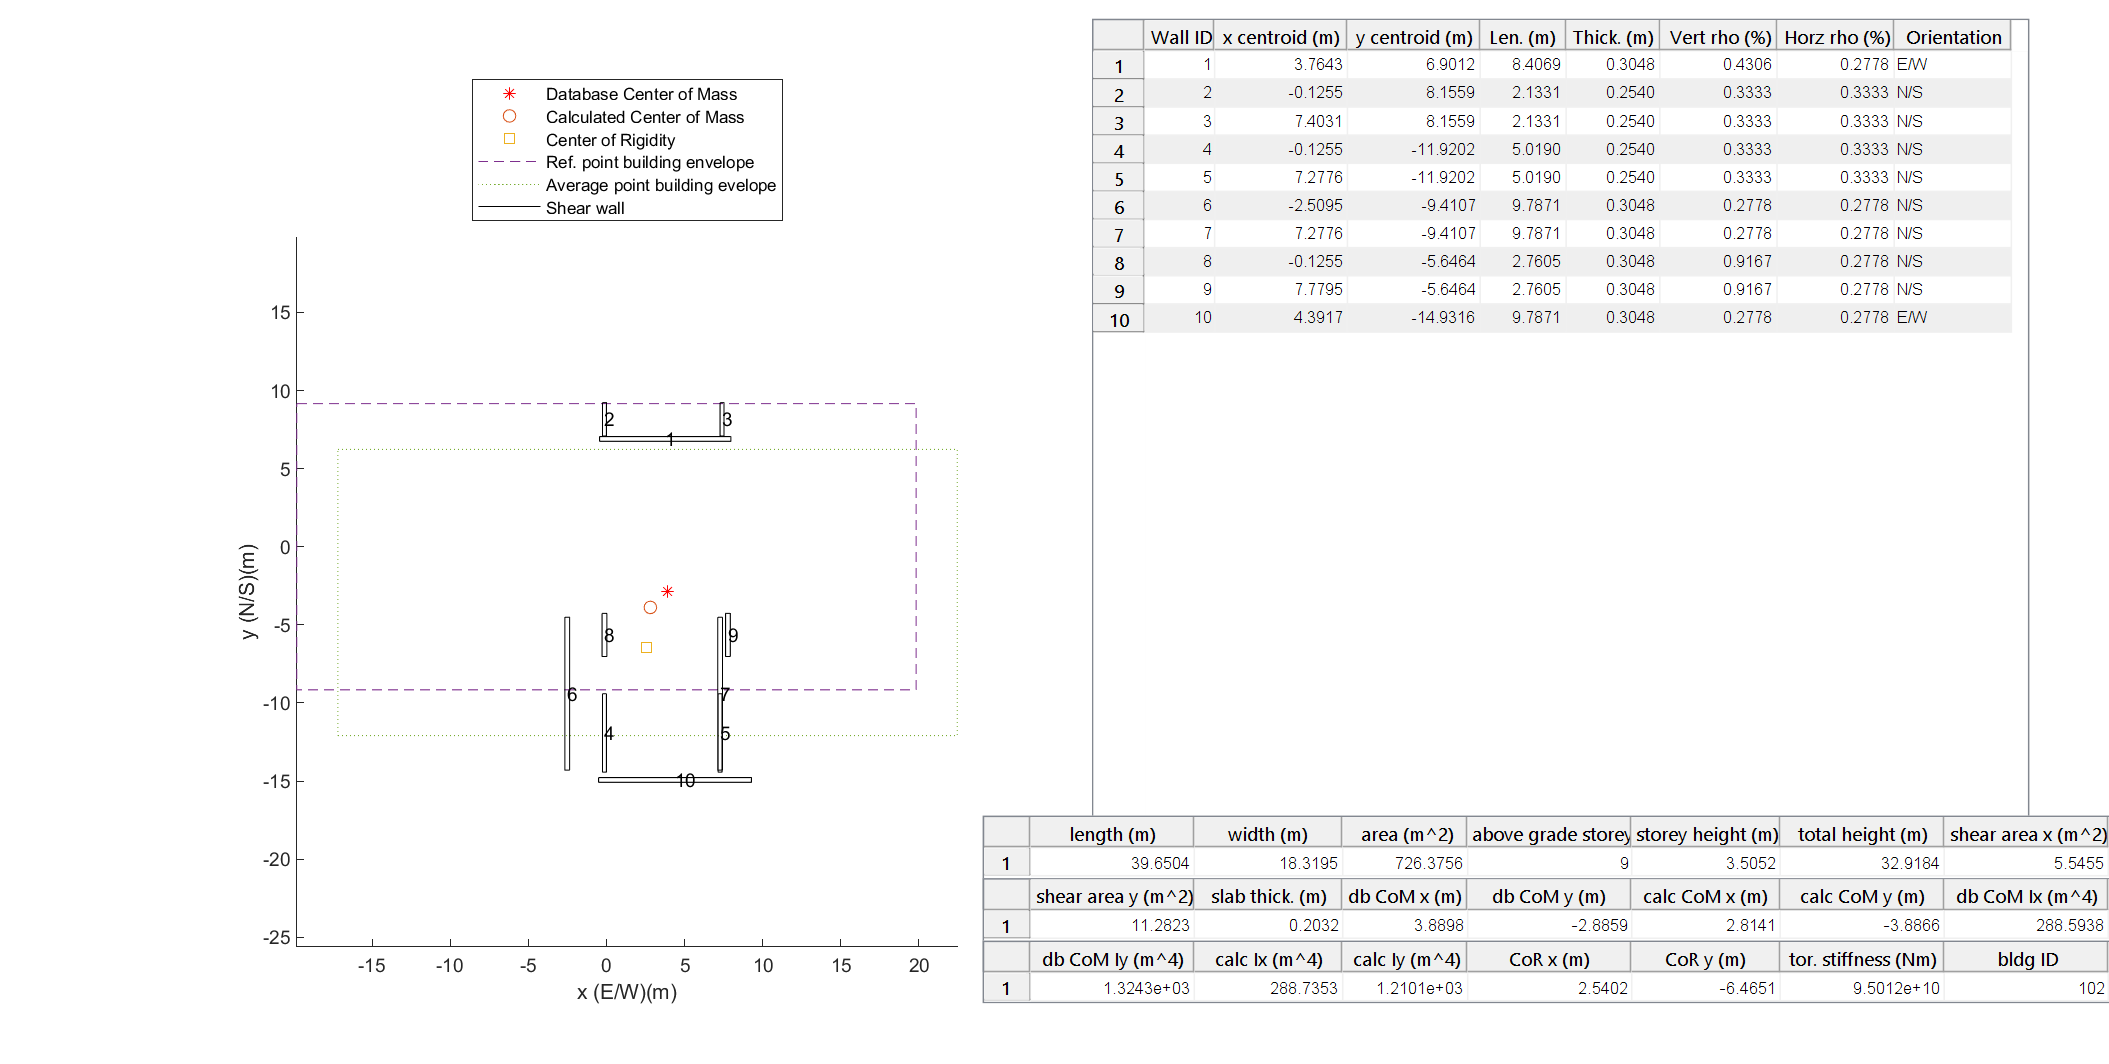 Database Center of Mass
Calculated Center of Mass
Center of Rigidity
Ref. point building envelope
Average point building evelope
Shear wall
15
10
5
0
-5
-10
-15
-20
-25
y (N/S)(m)
2
3
1
8
9
6
7
4
5
10
-15
-10
-5
0
5
10
15
20
x (E/W)(m)
Wall ID x centroid (m) y centroid (m) Len. (m) Thick. (m) Vert rho (%) Horz rho (%) Orientation
1 1 3.7643 6.9012 8.4069 0.3048 0.4306 0.2778 E/W
2 2 -0.1255 8.1559 2.1331 0.2540 0.3333 0.3333 N/S
3 3 7.4031 8.1559 2.1331 0.2540 0.3333 0.3333 N/S
4 4 -0.1255 -11.9202 5.0190 0.2540 0.3333 0.3333 N/S
5 5 7.2776 -11.9202 5.0190 0.2540 0.3333 0.3333 N/S
6 6 -2.5095 -9.4107 9.7871 0.3048 0.2778 0.2778 N/S
7 7 7.2776 -9.4107 9.7871 0.3048 0.2778 0.2778 N/S
8 8 -0.1255 -5.6464 2.7605 0.3048 0.9167 0.2778 N/S
9 9 7.7795 -5.6464 2.7605 0.3048 0.9167 0.2778 N/S
10 10 4.3917 -14.9316 9.7871 0.3048 0.2778 0.2778 E/W
length (m) width (m) area (m^2) above grade storey storey height (m) total height (m) shear area x (m^2)
1 39.6504 18.3195 726.3756 9 3.5052 32.9184 5.5455
shear area y (m^2) slab thick. (m) db CoM x (m) db CoM y (m) calc CoM x (m) calc CoM y (m) db CoM Ix (m^4)
1 11.2823 0.2032 3.8898 -2.8859 2.8141 -3.8866 288.5938
db CoM Iy (m^4) calc Ix (m^4) calc Iy (m^4) CoR x (m) CoR y (m) tor. stiffness (Nm) bldg ID
1 1.3243e+03 288.7353 1.2101e+03 2.5402 -6.4651 9.5012e+10 102